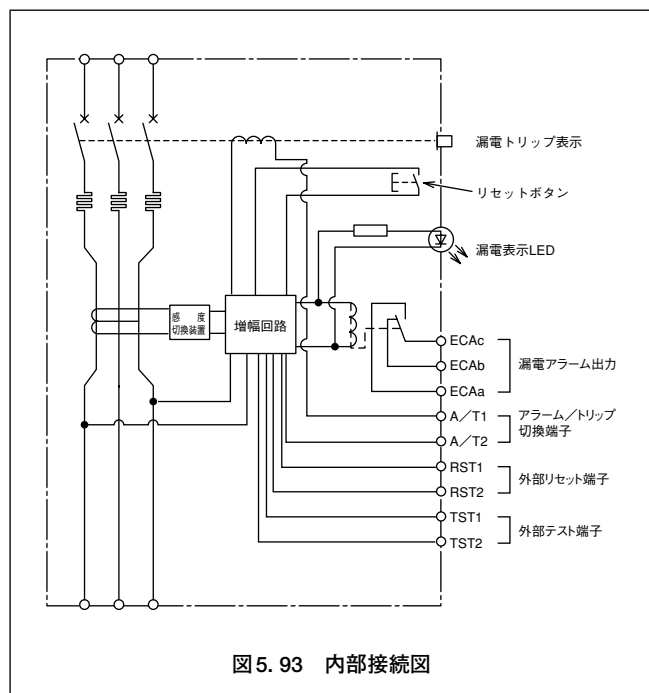 漏電トリップ表示
リセットボタン
漏電表示LED
感 度
切換装置
増幅回路
ECAc
ECAb
ECAa
漏電アラーム出力
A/T1
A/T2
アラーム/トリップ
切換端子
RST1
RST2
外部リセット端子
TST1
TST2
外部テスト端子
図5. 93 内部接続図